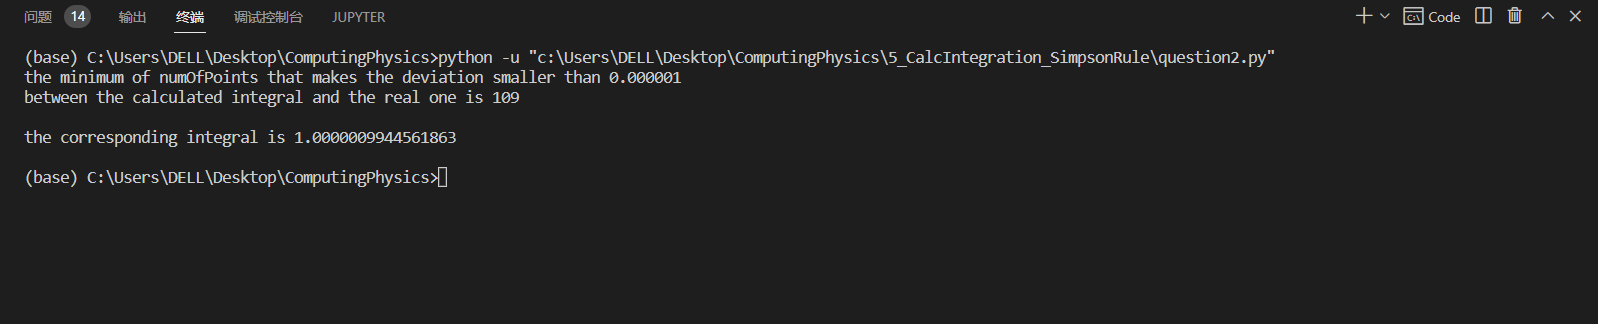 问题 14 输出 终端 调试控制台 JUPYTER Code
(base) C:\Users\DELL\Desktop\ComputingPhysics>python -u "c:\Users\DELL\Desktop\ComputingPhysics\5_CalcIntegration_SimpsonRule\question2.py"
the minimum of numOfPoints that makes the deviation smaller than 0.000001
between the calculated integral and the real one is 109
the corresponding integral is 1.0000009944561863
(base) C:\Users\DELL\Desktop\ComputingPhysics>